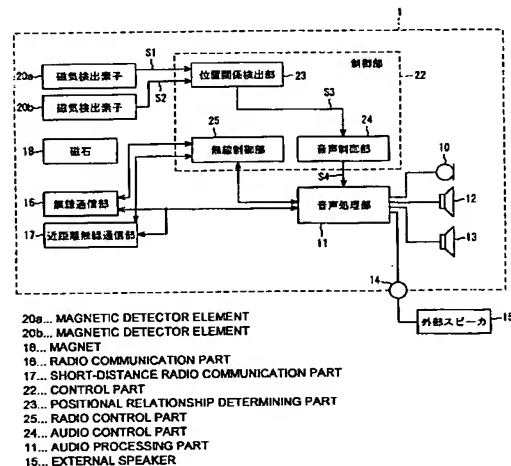 1
S1
20a 磁気検出素子
位置関係検出部
23
制御部
22
S2
20b 磁気検出素子
S3
25
24
18 磁石
無線制御部
音声制御部
10
S4
16 無線通信部
音声処理部
12
17 近距離無線通信部
11
13
14
外部スピーカ 15
20a... MAGNETIC DETECTOR ELEMENT
20b... MAGNETIC DETECTOR ELEMENT
18... MAGNET
16... RADIO COMMUNICATION PART
17... SHORT-DISTANCE RADIO COMMUNICATION PART
22... CONTROL PART
23... POSITIONAL RELATIONSHIP DETERMINING PART
25... RADIO CONTROL PART
24... AUDIO CONTROL PART
11... AUDIO PROCESSING PART
15... EXTERNAL SPEAKER